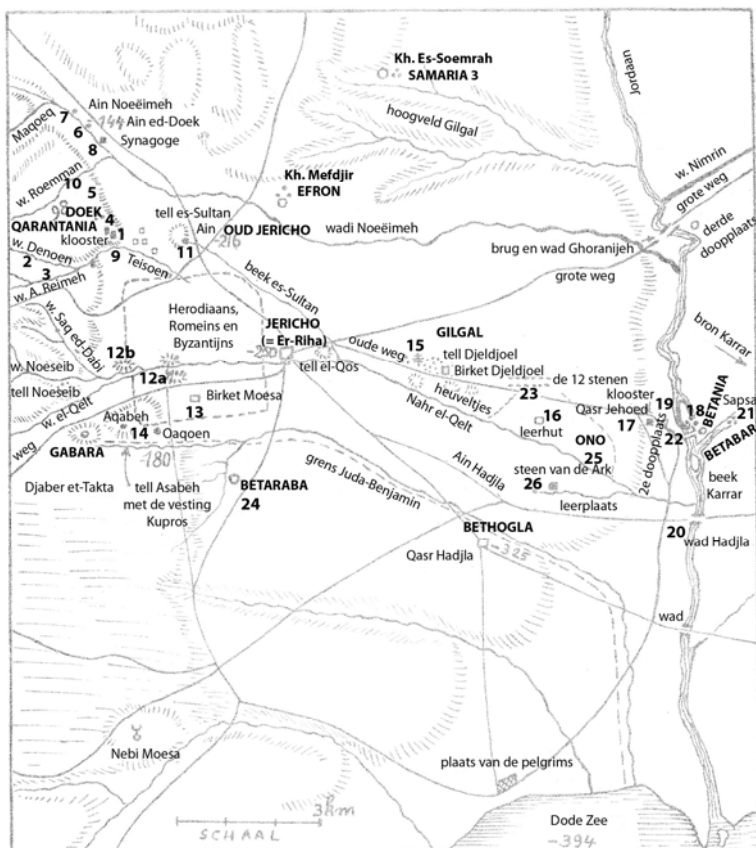 Kh. Es-Soemrah
SAMARIA 3
Jordaan
hoogveld Gilgal
Ain Noeëimeh
144 Ain ed-Doek
Synagoge
Maqoeq
7
6
8
w. Roemman
10
5
98
DOEK
4
QARANTANIA
klooster
1
w. Denoen
2
3
w. A. Reimeh
9
Teisoen
tell es-Sultan
Ain
11
OUD JERICHO
-216
Kh. Mefdjir
EFRON
wadi Noeëimeh
w. Nimrin
grote weg
derde
doopplaats
brug en wad Ghoranijeh
grote weg
beek es-Sultan
w. Saq ed-Dabi
Herodiaans,
Romeins en
Byzantijns
JERICHO
(= Er-Riha)
-250
tell el-Qos
oude weg
15
GILGAL
tell Djeldjoel
Birket Djeldjoel
bron Karrar
12b
w. Noeseib
tell Noeseib
12a
w. el-Qelt
weg
Birket Moesa
13
heuveltjes
Nahr el-Qelt
23
de 12 stenen
16
leerhut
klooster
Qasr Jehoed
17
19
18
BETANIA
Sapsas
21
BETABARA
22
2e doopplaats
Aqabeh
14
Oaqoen
GABARA
-180
Djaber et-Takta
tell Asabeh
met de vesting
Kupros
BETARABA
24
grens Juda-Benjamin
Ain Hadjla
ONO
25
steen van de Ark
26
leerplaats
beek
Karrar
BETHOGLA
Qasr Hadjla
-325
20
wad Hadjla
wad
Nebi Moesa
plaats van de pelgrims
3km
SCHAAL
Dode Zee
-394